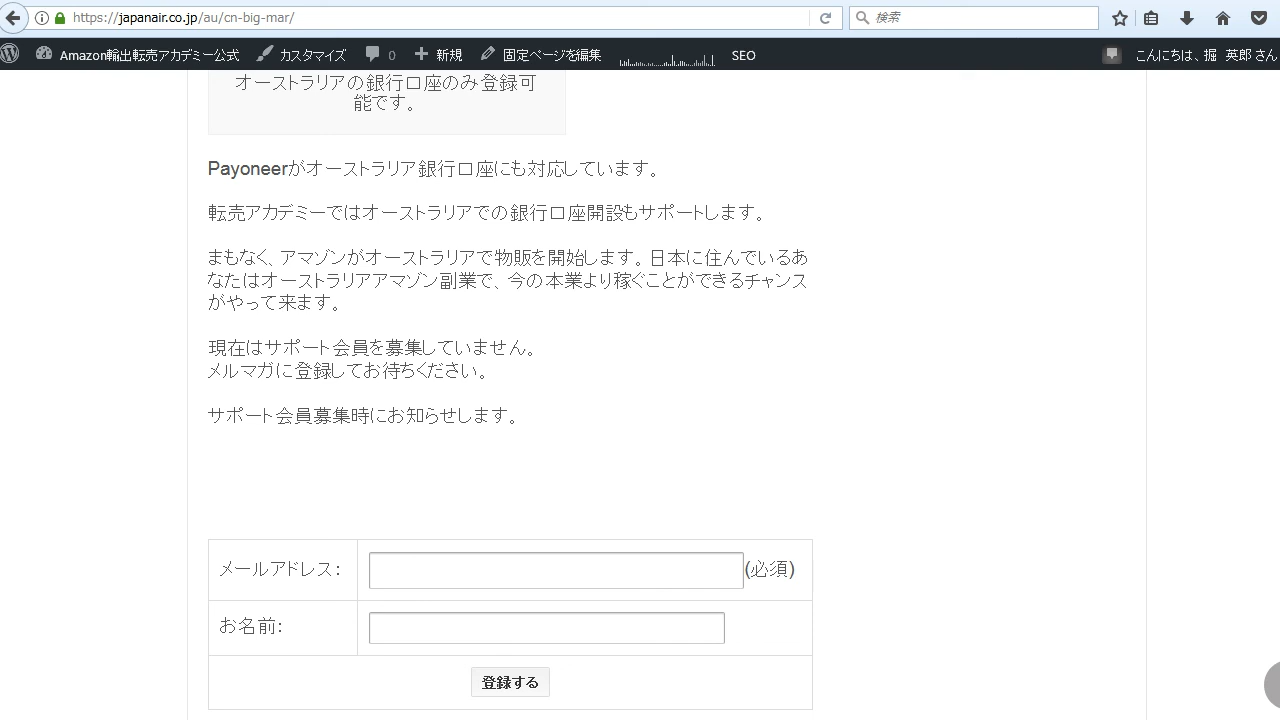 https://japanair.co.jp/au/cn-big-mar/
検索
Amazon輸出転売アカデミー公式 カスタマイズ 0 新規 固定ページを編集 SEO こんにちは、掘 英郎 さん
オーストラリアの銀行口座のみ登録可
能です。
Payoneerがオーストラリア銀行口座にも対応しています。
転売アカデミーではオーストラリアでの銀行口座開設もサポートします。
まもなく、アマゾンがオーストラリアで物販を開始します。日本に住んでいるあ
なたはオーストラリアアマゾン副業で、今の本業より稼ぐことができるチャンス
がやって来ます。
現在はサポート会員を募集していません。
メルマガに登録してお待ちください。
サポート会員募集時にお知らせします。
メールアドレス: (必須)
お名前:
登録する